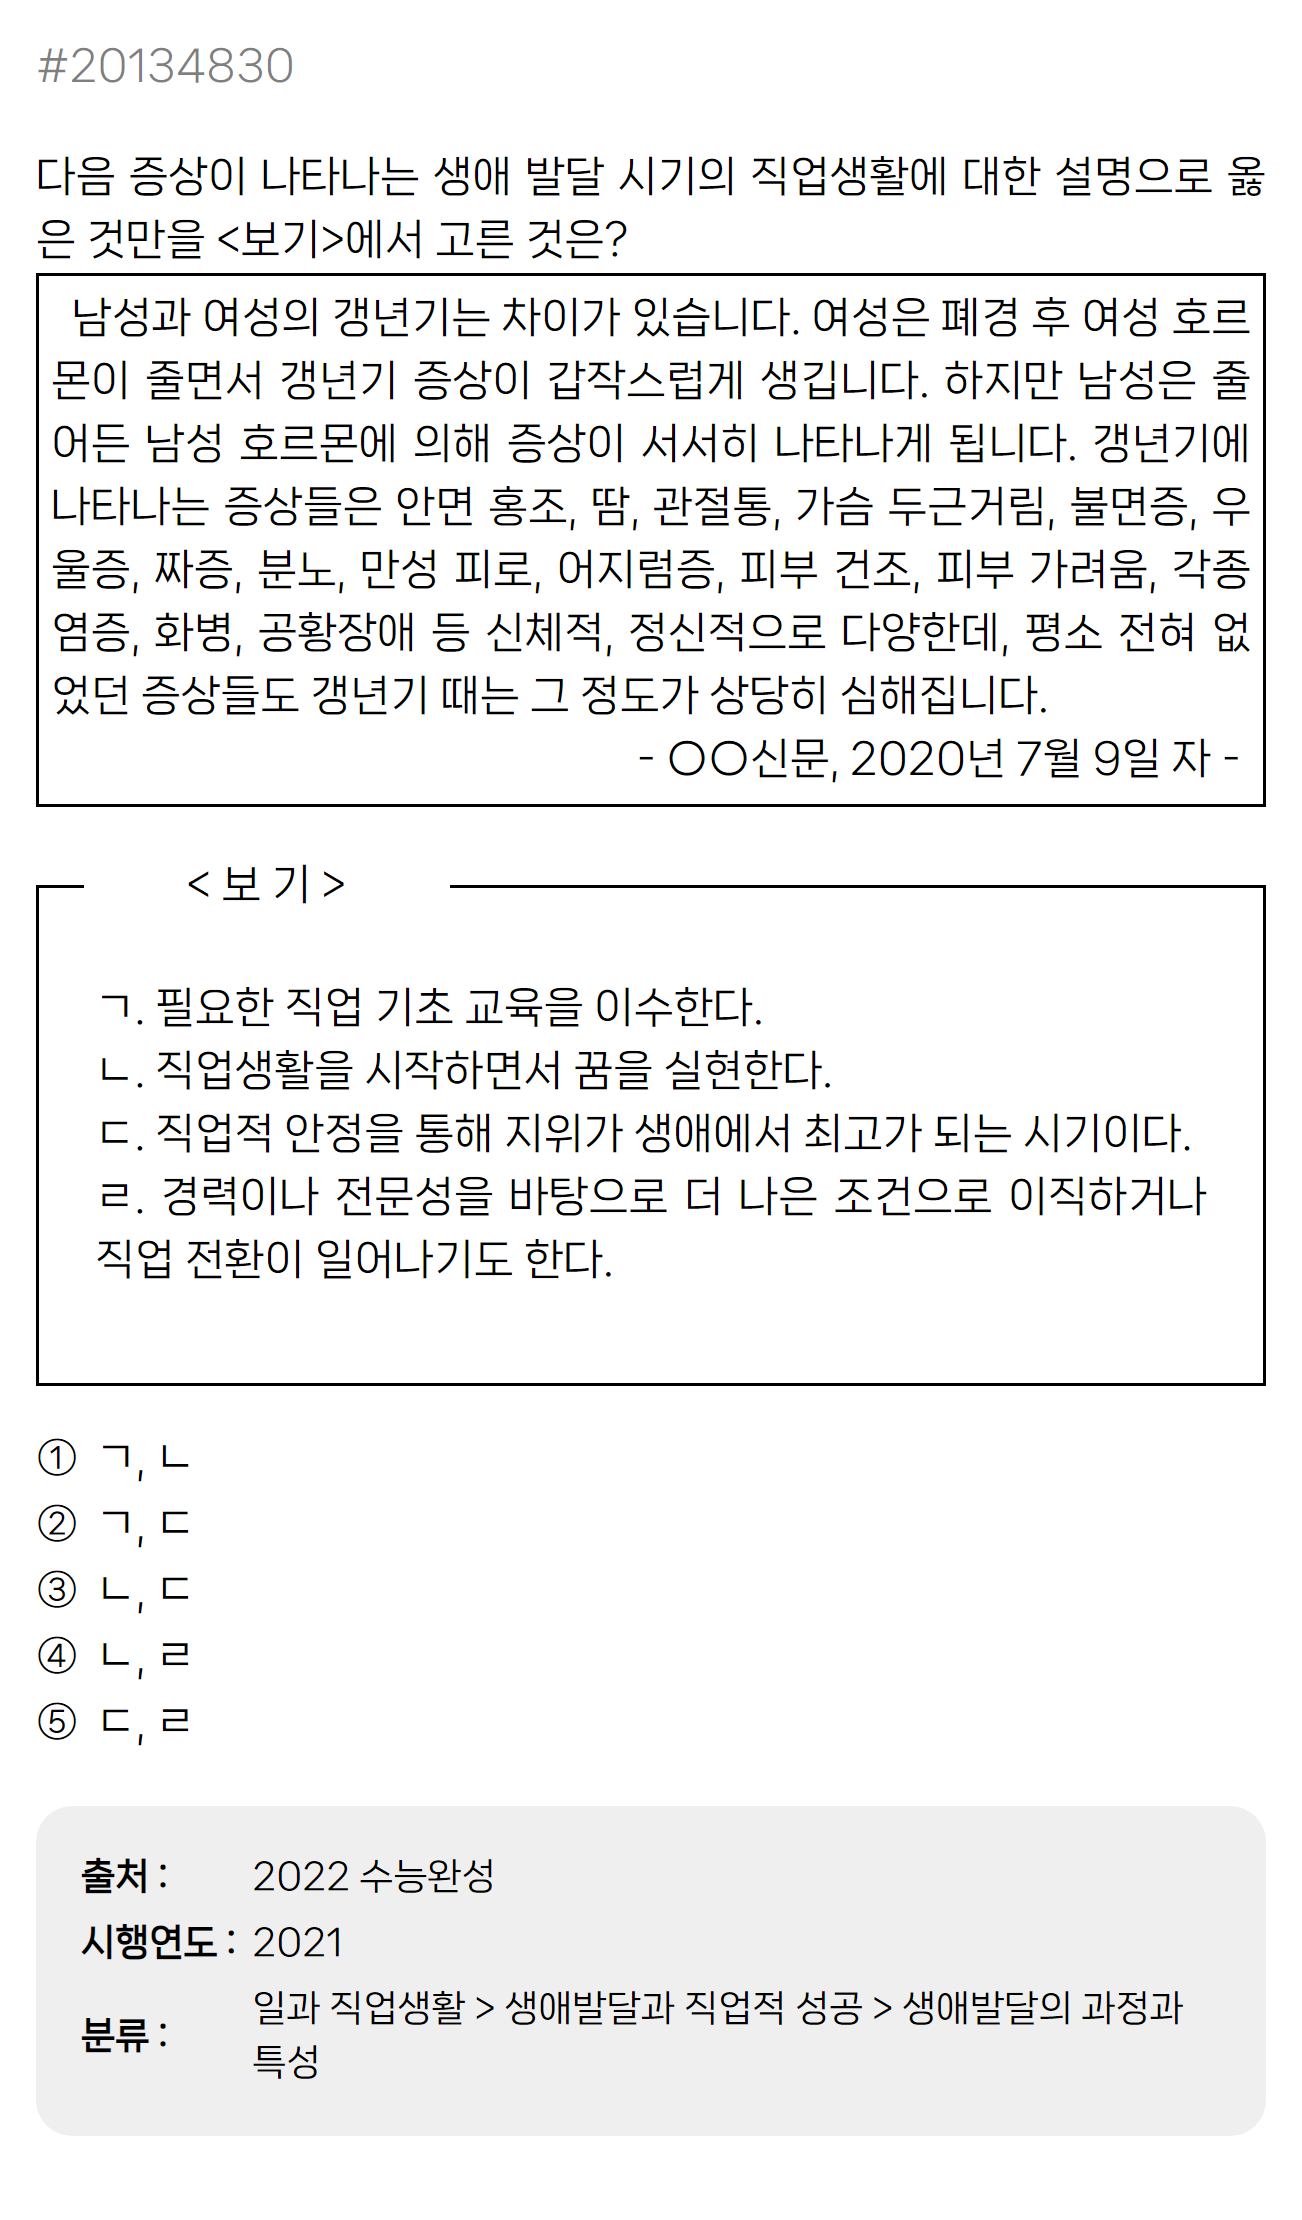 #20134830
다음 증상이 나타나는 생애 발달 시기의 직업생활에 대한 설명으로 옳
은 것만을 <보기>에서 고른 것은?
남성과 여성의 갱년기는 차이가 있습니다. 여성은 폐경 후 여성 호르
몬이 줄면서 갱년기 증상이 갑작스럽게 생깁니다. 하지만 남성은 줄
어든 남성 호르몬에 의해 증상이 서서히 나타나게 됩니다. 갱년기에
나타나는 증상들은 안면 홍조, 땀, 관절통, 가슴 두근거림, 불면증, 우
울증, 짜증, 분노, 만성 피로, 어지럼증, 피부 건조, 피부 가려움, 각종
염증, 화병, 공황장애 등 신체적, 정신적으로 다양한데, 평소 전혀 없
었던 증상들도 갱년기 때는 그 정도가 상당히 심해집니다.
- ○○신문, 2020년 7월 9일 자 -
< 보 기 >
ㄱ. 필요한 직업 기초 교육을 이수한다.
ㄴ. 직업생활을 시작하면서 꿈을 실현한다.
ㄷ. 직업적 안정을 통해 지위가 생애에서 최고가 되는 시기이다.
ㄹ. 경력이나 전문성을 바탕으로 더 나은 조건으로 이직하거나
직업 전환이 일어나기도 한다.
① ㄱ, ㄴ
② ㄱ, ㄷ
③ ㄴ, ㄷ
④ ㄴ, ㄹ
⑤ ㄷ, ㄹ
출처 : 2022 수능완성
시행연도 : 2021
분류 : 일과 직업생활 > 생애발달과 직업적 성공 > 생애발달의 과정과
특성